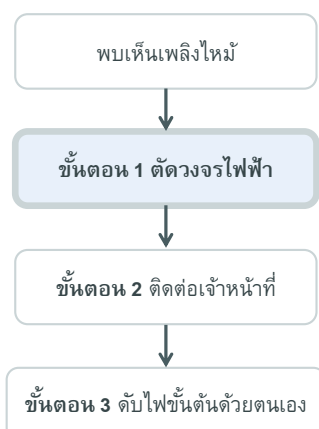 พบเห็นเพลิงไหม้
ขั้นตอน 1 ตัดวงจรไฟฟ้า
ขั้นตอน 2 ติดต่อเจ้าหน้าที่
ขั้นตอน 3 ดับไฟขั้นต้นด้วยตนเอง